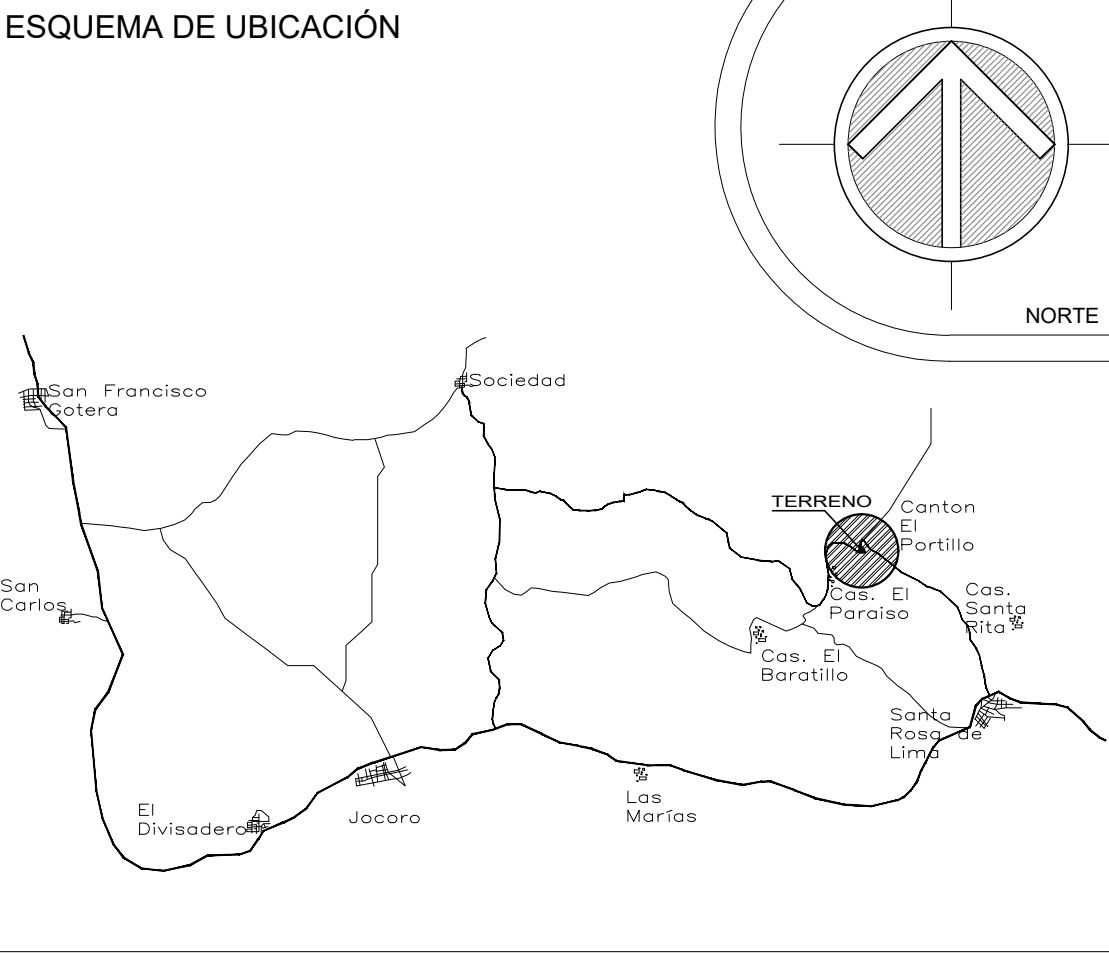 ESQUEMA DE UBICACIÓN
NORTE
San Francisco
Gotera
Sociedad
TERRENO
Canton
El
Portillo
San
Carlos
Cas. El
Paraiso
Cas.
Santa
Rita
Cas. El
Baratillo
Santa
Rosa de
Lima
El
Divisadero
Jocoro
Las
Marías